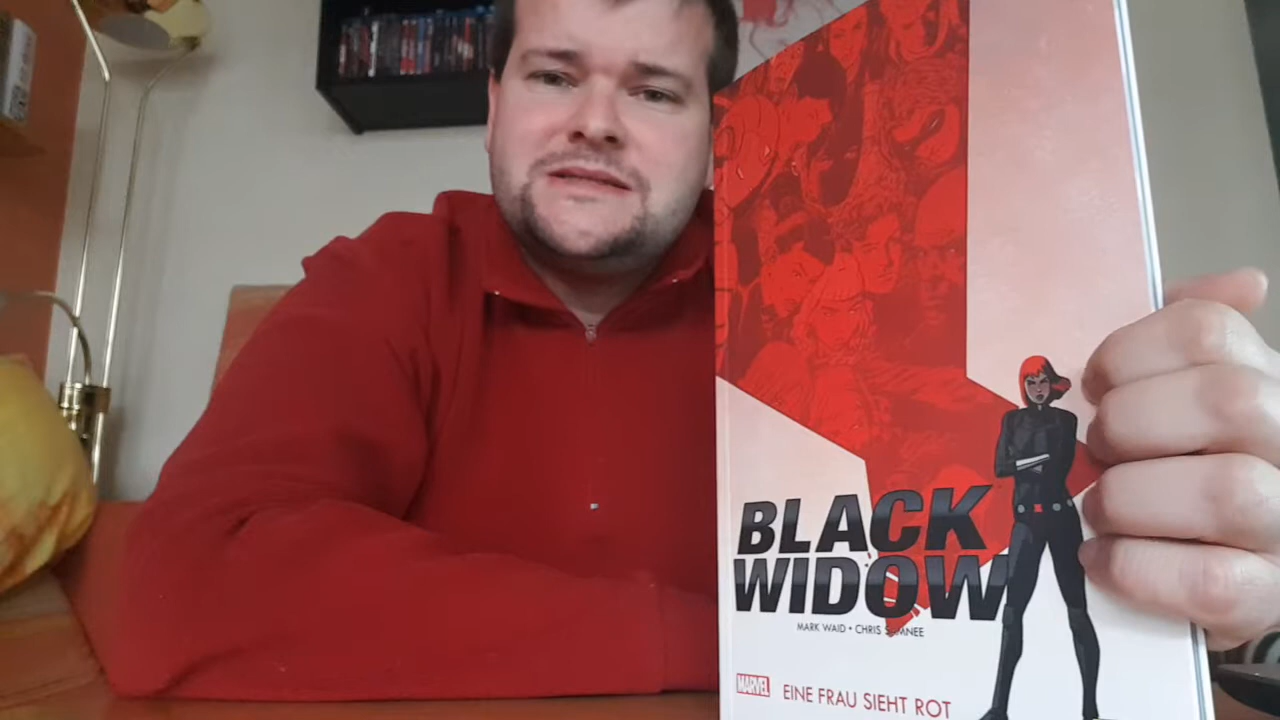 BLACK
WIDOW
MARK WAID • CHRIS SAMNEE
MARVEL
EINE FRAU SIEHT ROT